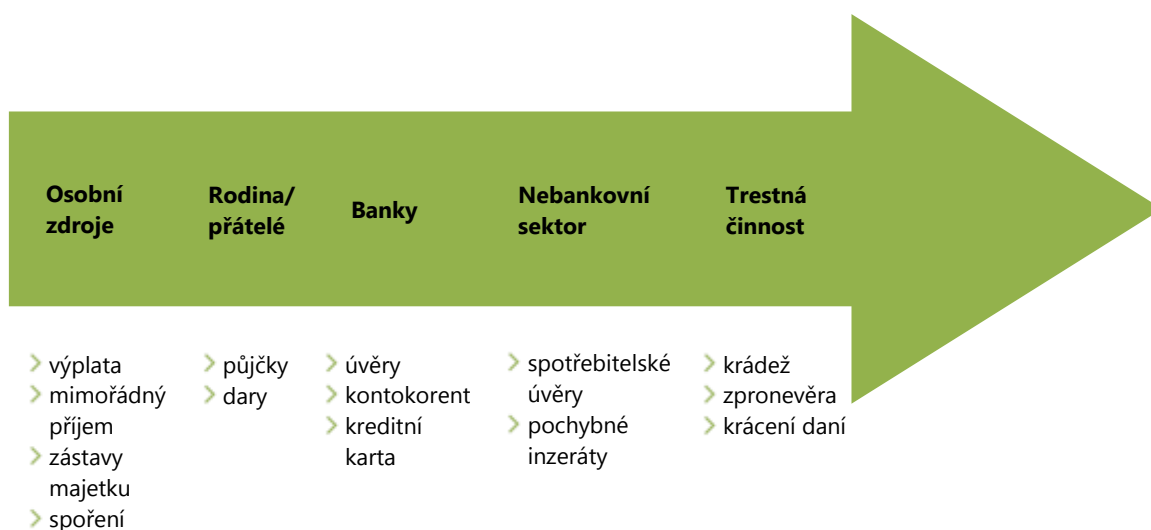 Osobní
zdroje
Rodina/
přátelé
Banky
Nebankovní
sektor
Trestná
činnost
výplata
mimořádný
příjem
zástavy
majetku
spoření
půjčky
dary
úvěry
kontokorent
kreditní
karta
spotřebitelské
úvěry
pochybné
inzeráty
krádež
zpronevěra
krácení daní